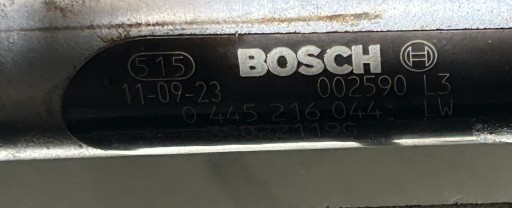 515 BOSCH
11-09-23 002590 L3
0 445 216 044 LW